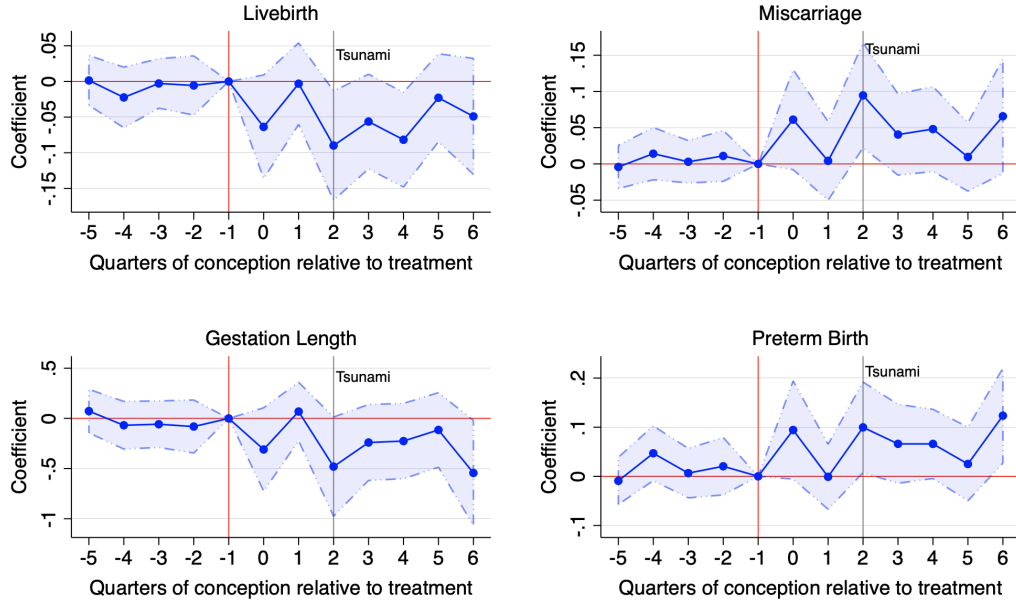 Livebirth
.05
0
-.05
-.1
-.15
Coefficient
Tsunami
-5 -4 -3 -2 -1 0 1 2 3 4 5 6
Quarters of conception relative to treatment
Miscarriage
.15
.1
.05
0
-.05
Coefficient
Tsunami
-5 -4 -3 -2 -1 0 1 2 3 4 5 6
Quarters of conception relative to treatment
Gestation Length
.5
0
-.5
-1
Coefficient
Tsunami
-5 -4 -3 -2 -1 0 1 2 3 4 5 6
Quarters of conception relative to treatment
Preterm Birth
.2
.1
0
-.1
Coefficient
Tsunami
-5 -4 -3 -2 -1 0 1 2 3 4 5 6
Quarters of conception relative to treatment